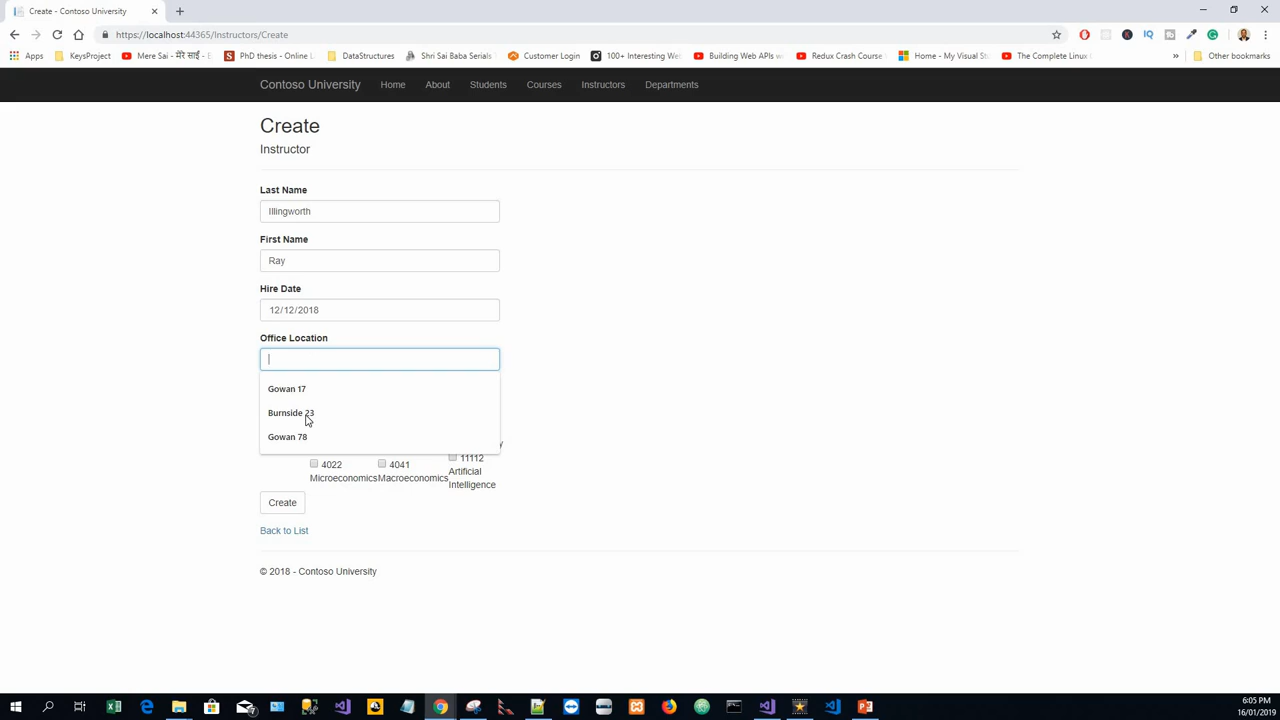 Create - Contoso University
https://localhost:44365/Instructors/Create
Apps KeysProject Mere Sai - मेरे साईं - PhD thesis - Online L DataStructures Shri Sai Baba Serials Customer Login 100+ Interesting Web Building Web APIs w Redux Crash Course Home - My Visual St The Complete Linux » Other bookmarks
Contoso University Home About Students Courses Instructors Departments
Create
Instructor
Last Name
Illingworth
First Name
Ray
Hire Date
12/12/2018
Office Location
Gowan 17
Burnside 23
Gowan 78
4022 4041 11112
Microeconomics Macroeconomics Artificial
Intelligence
Create
Back to List
© 2018 - Contoso University
6:05 PM
16/01/2019